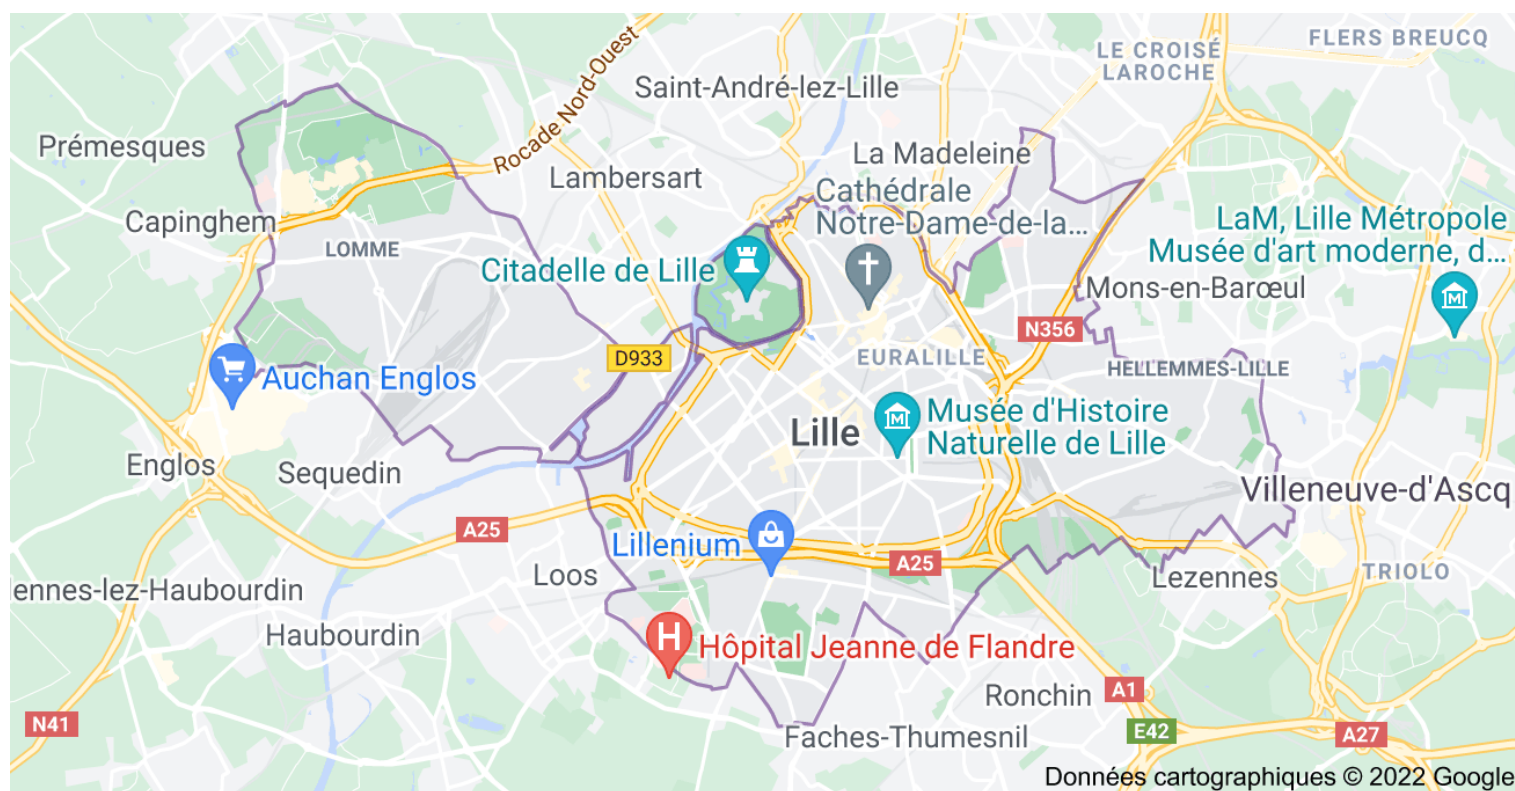 FLERS BREUCQ
LE CROISÉ
LAROCHE
Rocade Nord-Ouest
Saint-André-lez-Lille
Prémesques
La Madeleine
Lambersart
Cathédrale
Notre-Dame-de-la...
Capinghem
LaM, Lille Métropole
Musée d'art moderne, d...
LOMME
Citadelle de Lille
Mons-en-Barœul
N356
D933
EURALILLE
HELLEMMES-LILLE
Auchan Englos
Musée d'Histoire
Naturelle de Lille
Lille
Englos
Sequedin
Villeneuve-d'Ascq
A25
Lillenium
A25
Loos
Lezennes
TRIOLO
ennes-lez-Haubourdin
Haubourdin
H
Hôpital Jeanne de Flandre
Ronchin
A1
N41
E42
A27
Faches-Thumesnil
Données cartographiques © 2022 Google